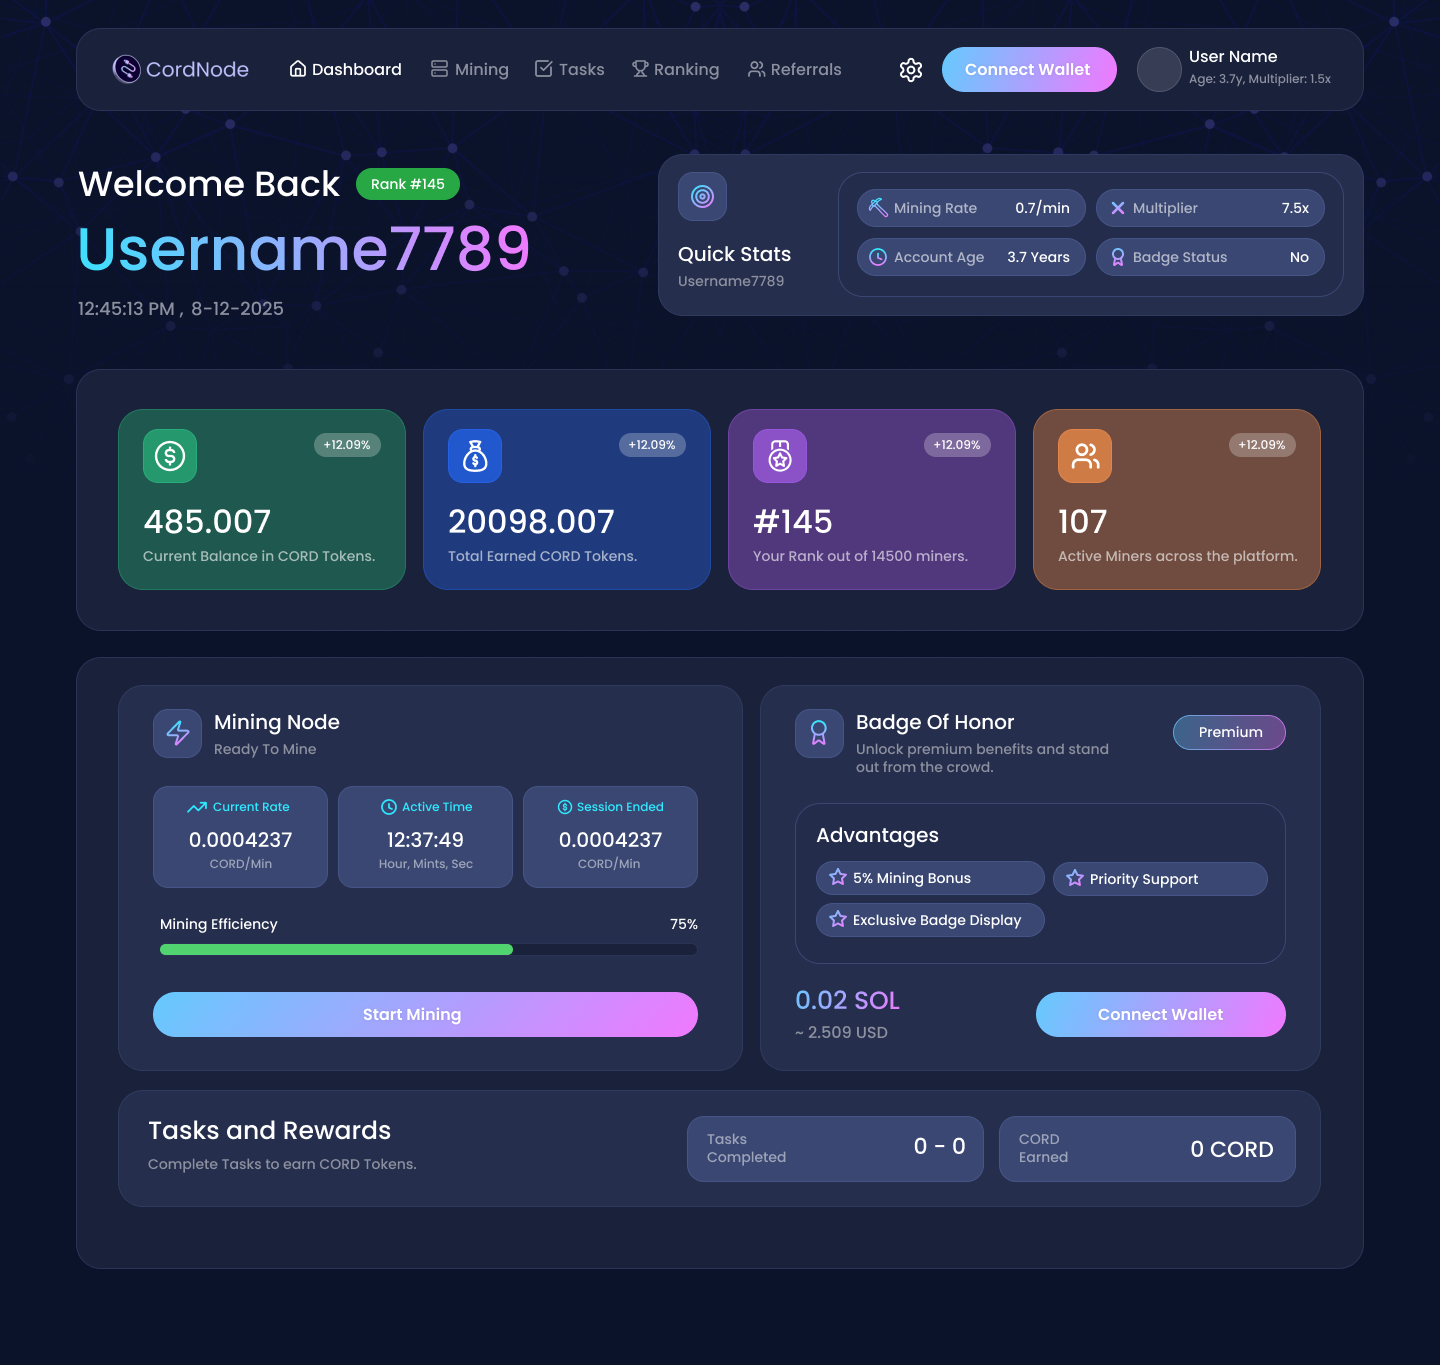 CordNode
Dashboard
Mining
Tasks
Ranking
Referrals
Connect Wallet
User Name
Age: 3.7y, Multiplier: 1.5x
Welcome Back
Rank #145
Username7789
12:45:13 PM , 8-12-2025
Quick Stats
Username7789
Mining Rate 0.7/min
Multiplier 7.5x
Account Age 3.7 Years
Badge Status No
+12.09%
485.007
Current Balance in CORD Tokens.
+12.09%
20098.007
Total Earned CORD Tokens.
+12.09%
#145
Your Rank out of 14500 miners.
+12.09%
107
Active Miners across the platform.
Mining Node
Ready To Mine
Current Rate
0.0004237
CORD/Min
Active Time
12:37:49
Hour, Mints, Sec
Session Ended
0.0004237
CORD/Min
Mining Efficiency 75%
Start Mining
Badge Of Honor
Unlock premium benefits and stand
out from the crowd.
Premium
Advantages
5% Mining Bonus
Priority Support
Exclusive Badge Display
0.02 SOL
~ 2.509 USD
Connect Wallet
Tasks and Rewards
Complete Tasks to earn CORD Tokens.
Tasks
Completed
0 - 0
CORD
Earned
0 CORD